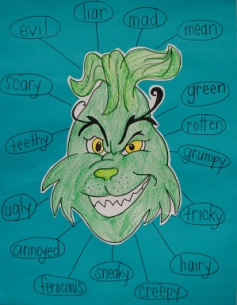 liar
mad
evil
mean
scary
green
rotten
teethy
grumpy
ugly
tricky
annoyed
hairy
ferocious
sneaky
creepy